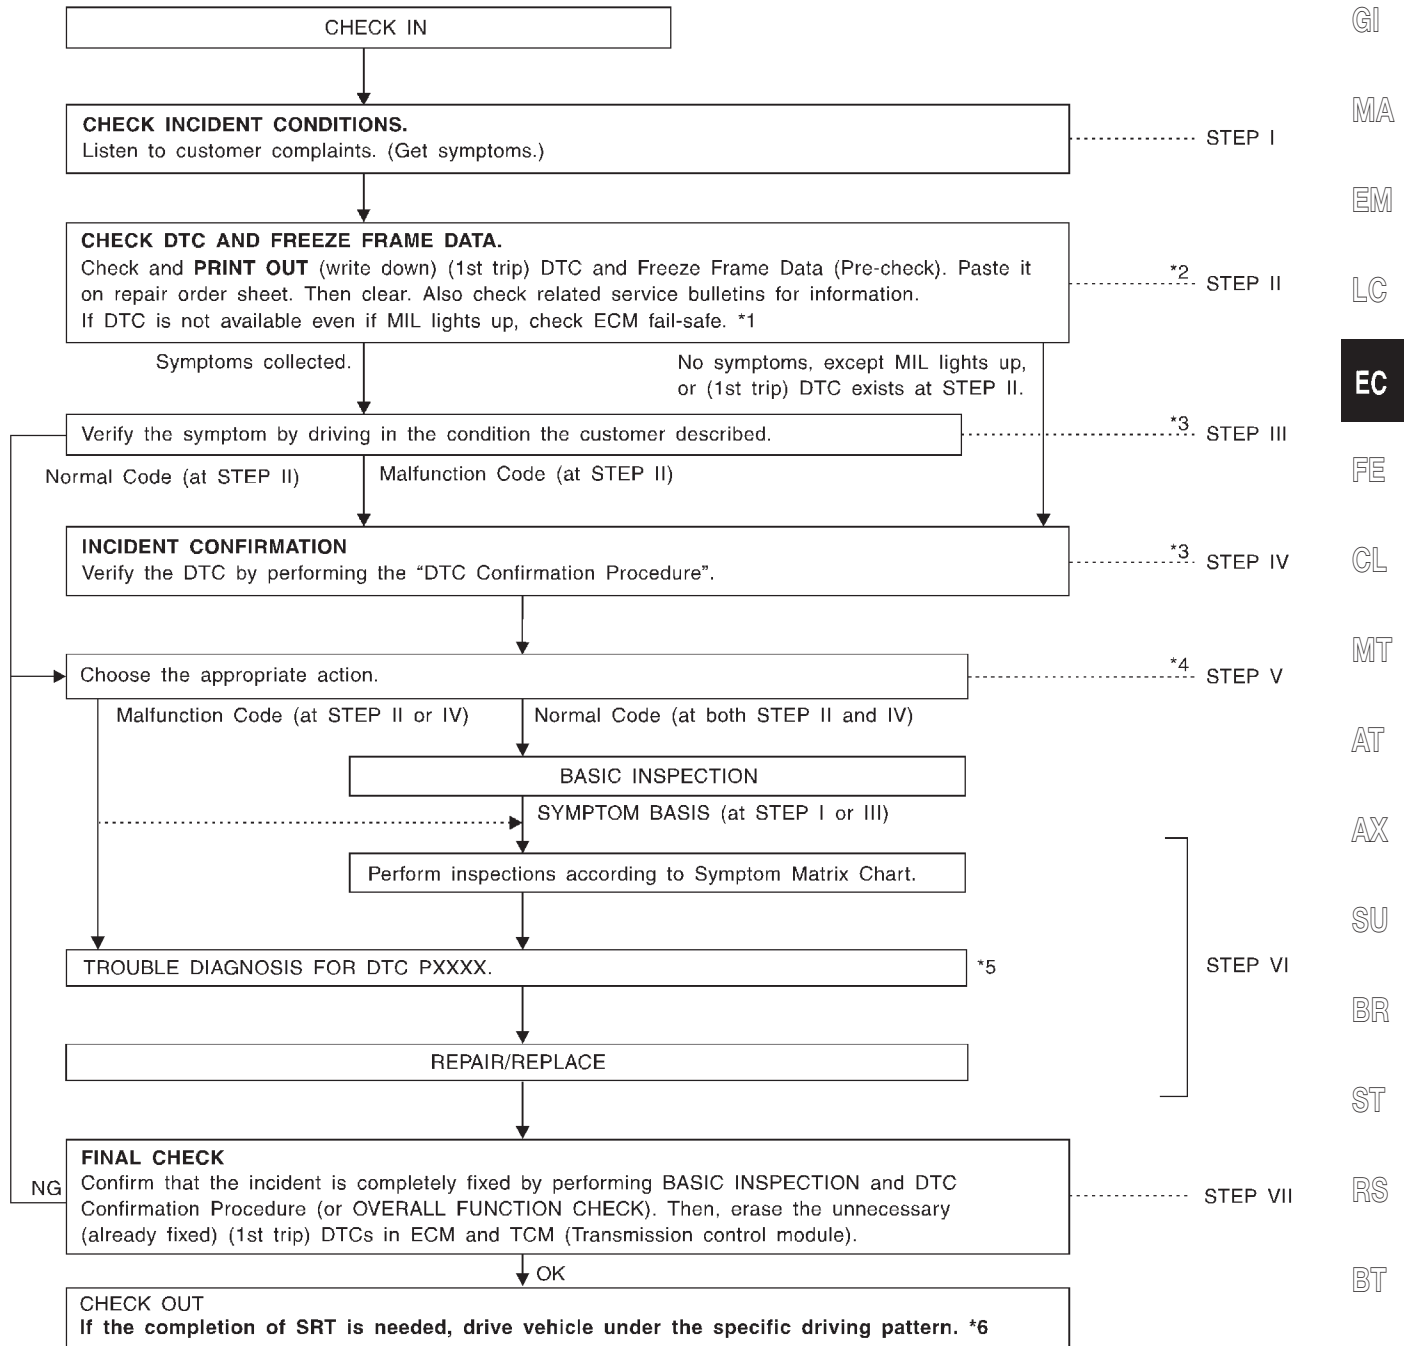 CHECK IN
GI
MA
CHECK INCIDENT CONDITIONS.
Listen to customer complaints. (Get symptoms.)
STEP I
EM
CHECK DTC AND FREEZE FRAME DATA.
Check and PRINT OUT (write down) (1st trip) DTC and Freeze Frame Data (Pre-check). Paste it
on repair order sheet. Then clear. Also check related service bulletins for information.
If DTC is not available even if MIL lights up, check ECM fail-safe. *1
*2 STEP II
LC
Symptoms collected.
No symptoms, except MIL lights up,
or (1st trip) DTC exists at STEP II.
EC
Verify the symptom by driving in the condition the customer described.
*3 STEP III
Normal Code (at STEP II)
Malfunction Code (at STEP II)
FE
INCIDENT CONFIRMATION
Verify the DTC by performing the “DTC Confirmation Procedure”.
*3 STEP IV
CL
MT
Choose the appropriate action.
*4 STEP V
Malfunction Code (at STEP II or IV)
Normal Code (at both STEP II and IV)
AT
BASIC INSPECTION
SYMPTOM BASIS (at STEP I or III)
AX
Perform inspections according to Symptom Matrix Chart.
SU
TROUBLE DIAGNOSIS FOR DTC PXXXX.
*5
STEP VI
BR
REPAIR/REPLACE
ST
FINAL CHECK
Confirm that the incident is completely fixed by performing BASIC INSPECTION and DTC
Confirmation Procedure (or OVERALL FUNCTION CHECK). Then, erase the unnecessary
(already fixed) (1st trip) DTCs in ECM and TCM (Transmission control module).
NG
STEP VII
RS
OK
BT
CHECK OUT
If the completion of SRT is needed, drive vehicle under the specific driving pattern. *6